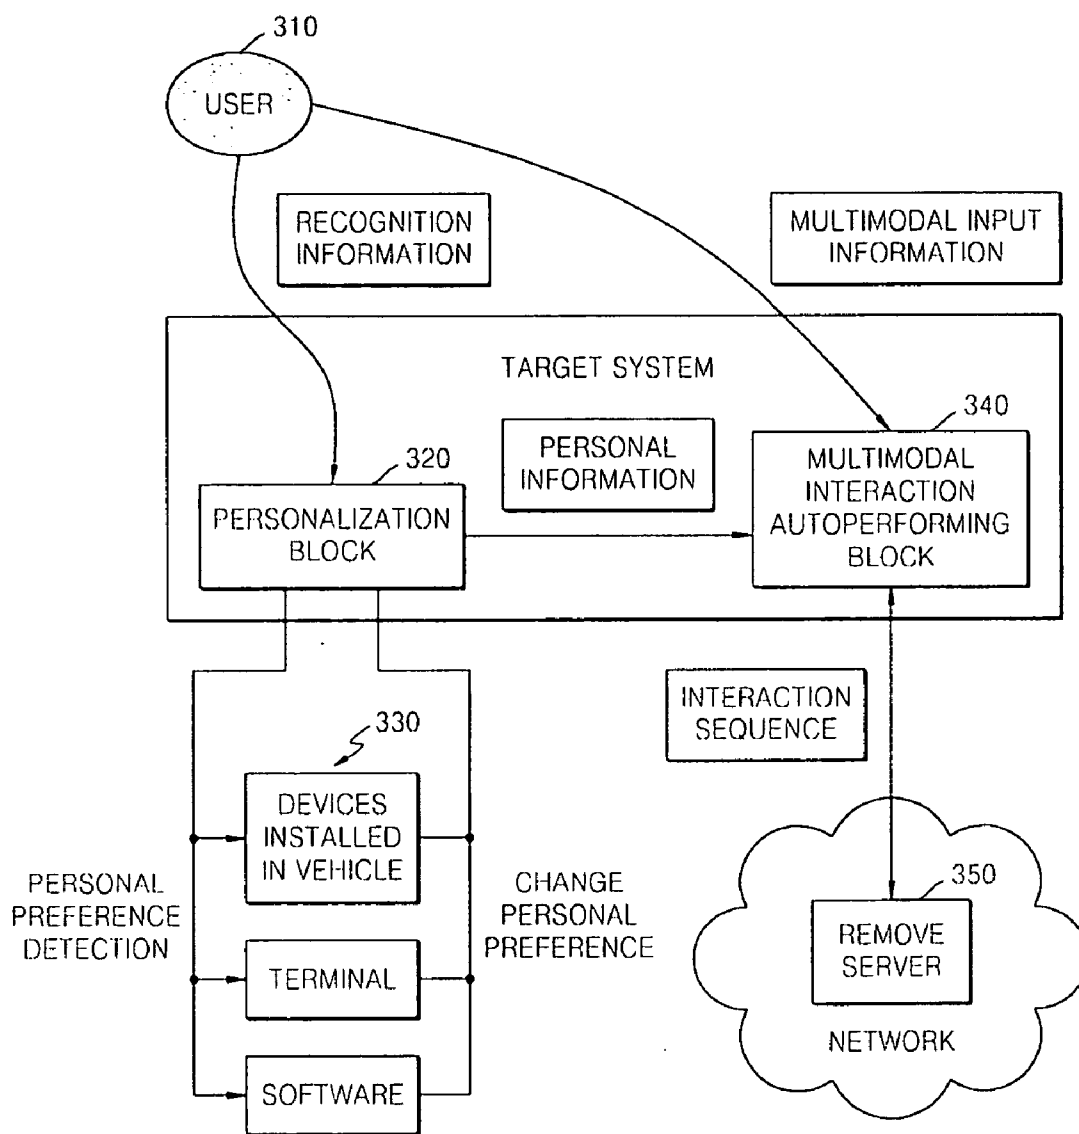 310
USER
RECOGNITION
INFORMATION
MULTIMODAL INPUT
INFORMATION
TARGET SYSTEM
340
PERSONAL
INFORMATION
320
MULTIMODAL
INTERACTION
AUTOPERFORMING
BLOCK
PERSONALIZATION
BLOCK
INTERACTION
SEQUENCE
330
DEVICES
INSTALLED
IN VEHICLE
PERSONAL
PREFERENCE
DETECTION
CHANGE
PERSONAL
PREFERENCE
350
REMOVE
SERVER
TERMINAL
NETWORK
SOFTWARE